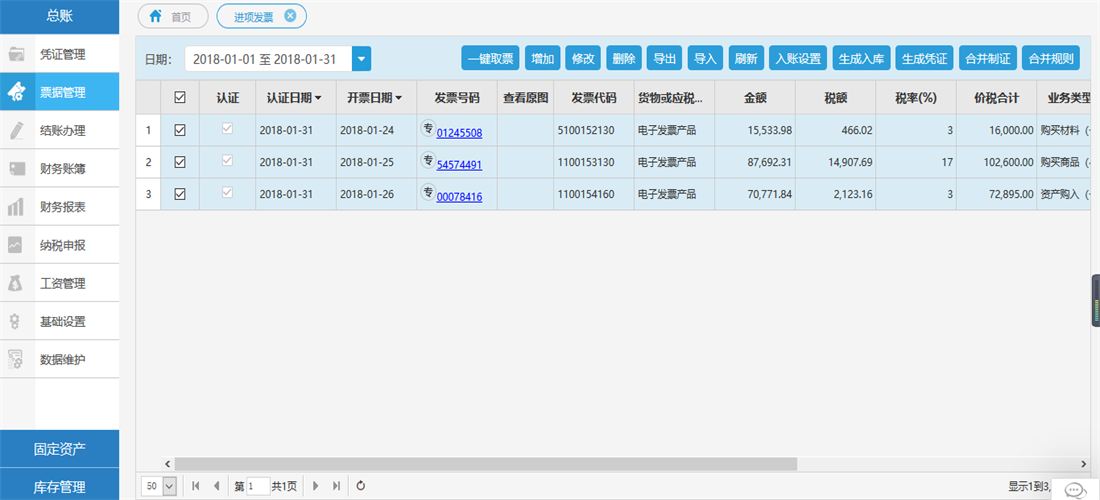 总账
首页
进项发票
凭证管理
票据管理
结账办理
财务账簿
财务报表
纳税申报
工资管理
基础设置
数据维护
固定资产
库存管理
日期： 2018-01-01 至 2018-01-31
一键取票 增加 修改 删除 导出 导入 刷新 入账设置 生成入库 生成凭证 合并制证 合并规则
认证 认证日期 开票日期 发票号码 查看原图 发票代码 货物或应税... 金额 税额 税率(%) 价税合计 业务类型
1 2018-01-31 2018-01-24 专 01245508 5100152130 电子发票产品 15,533.98 466.02 3 16,000.00 购买材料（
2 2018-01-31 2018-01-25 专 54574491 1100153130 电子发票产品 87,692.31 14,907.69 17 102,600.00 购买商品（
3 2018-01-31 2018-01-26 专 00078416 1100154160 电子发票产品 70,771.84 2,123.16 3 72,895.00 资产购入（
50 第 1 共1页 显示1到3,